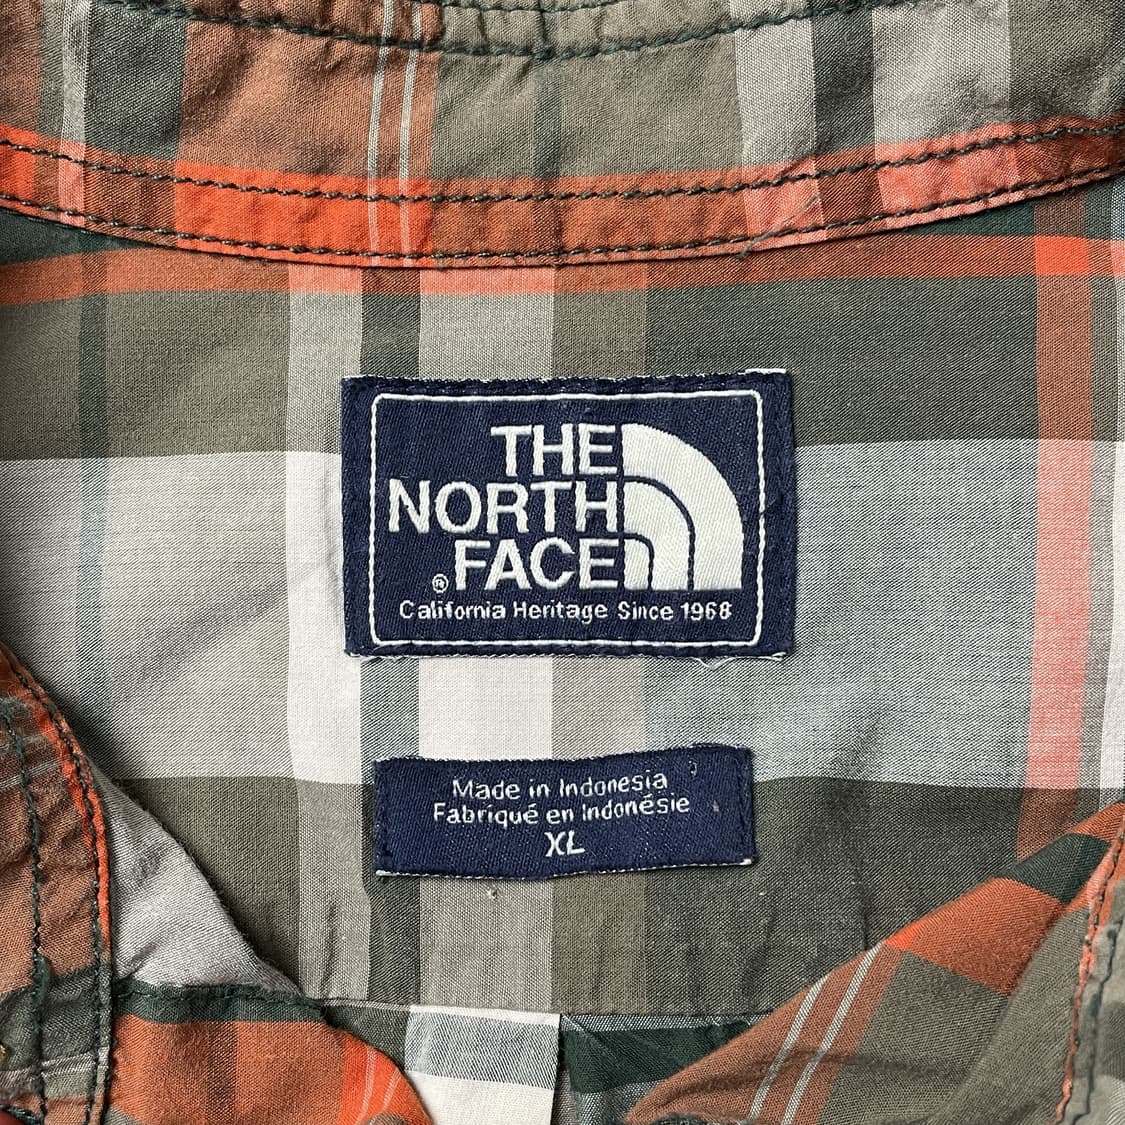 THE
NORTH
FACE
®
California Heritage Since 1968
Made in Indonesia
Fabriqué en Indonésie
XL